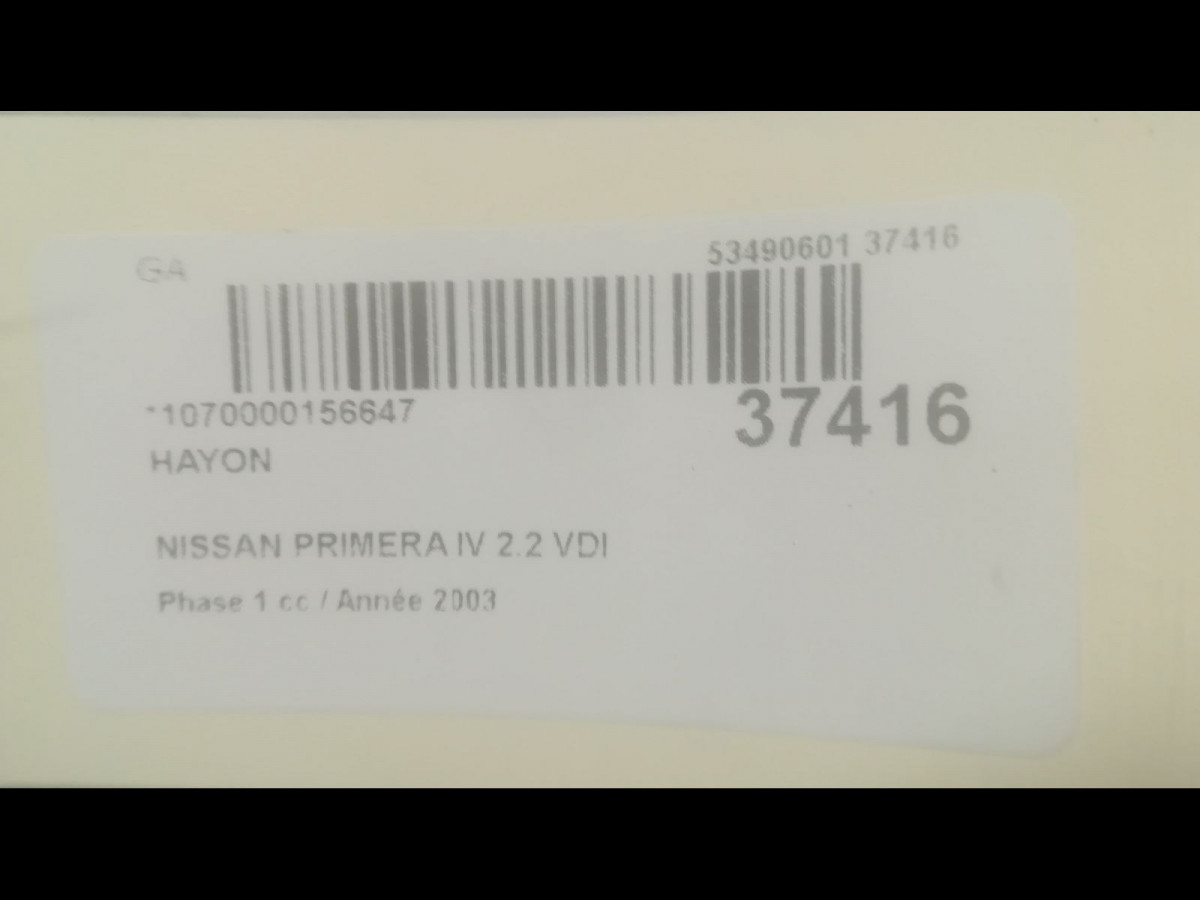 GA
53490601 37416
*1070000156647
37416
HAYON
NISSAN PRIMERA IV 2.2 VDI
Phase 1 cc / Année 2003